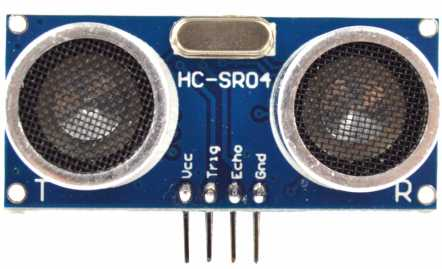 HC-SR04
Vcc
Trig
Echo
Gnd
T
R